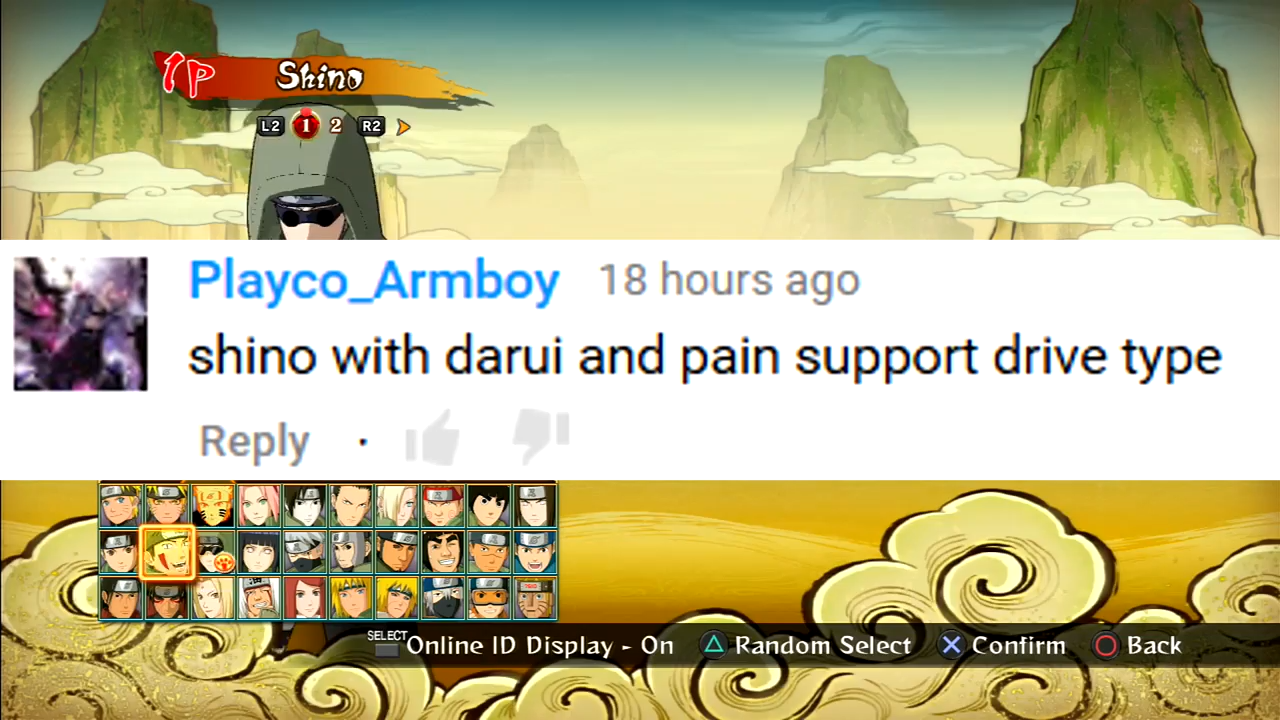 1P Shino
L2 1 2 R2
Playco_Armboy 18 hours ago
shino with darui and pain support drive type
Reply ·
SELECT Online ID Display - On Random Select Confirm Back